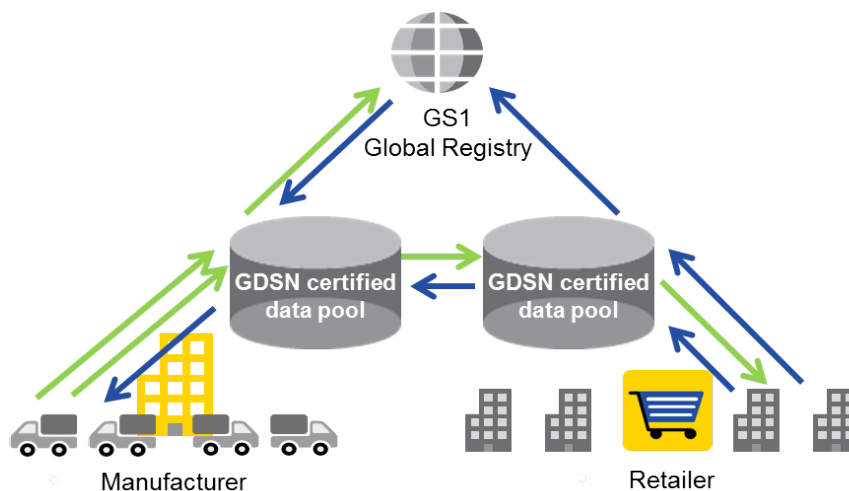 GS1
Global Registry
GDSN certified
data pool
GDSN certified
data pool
Manufacturer
Retailer